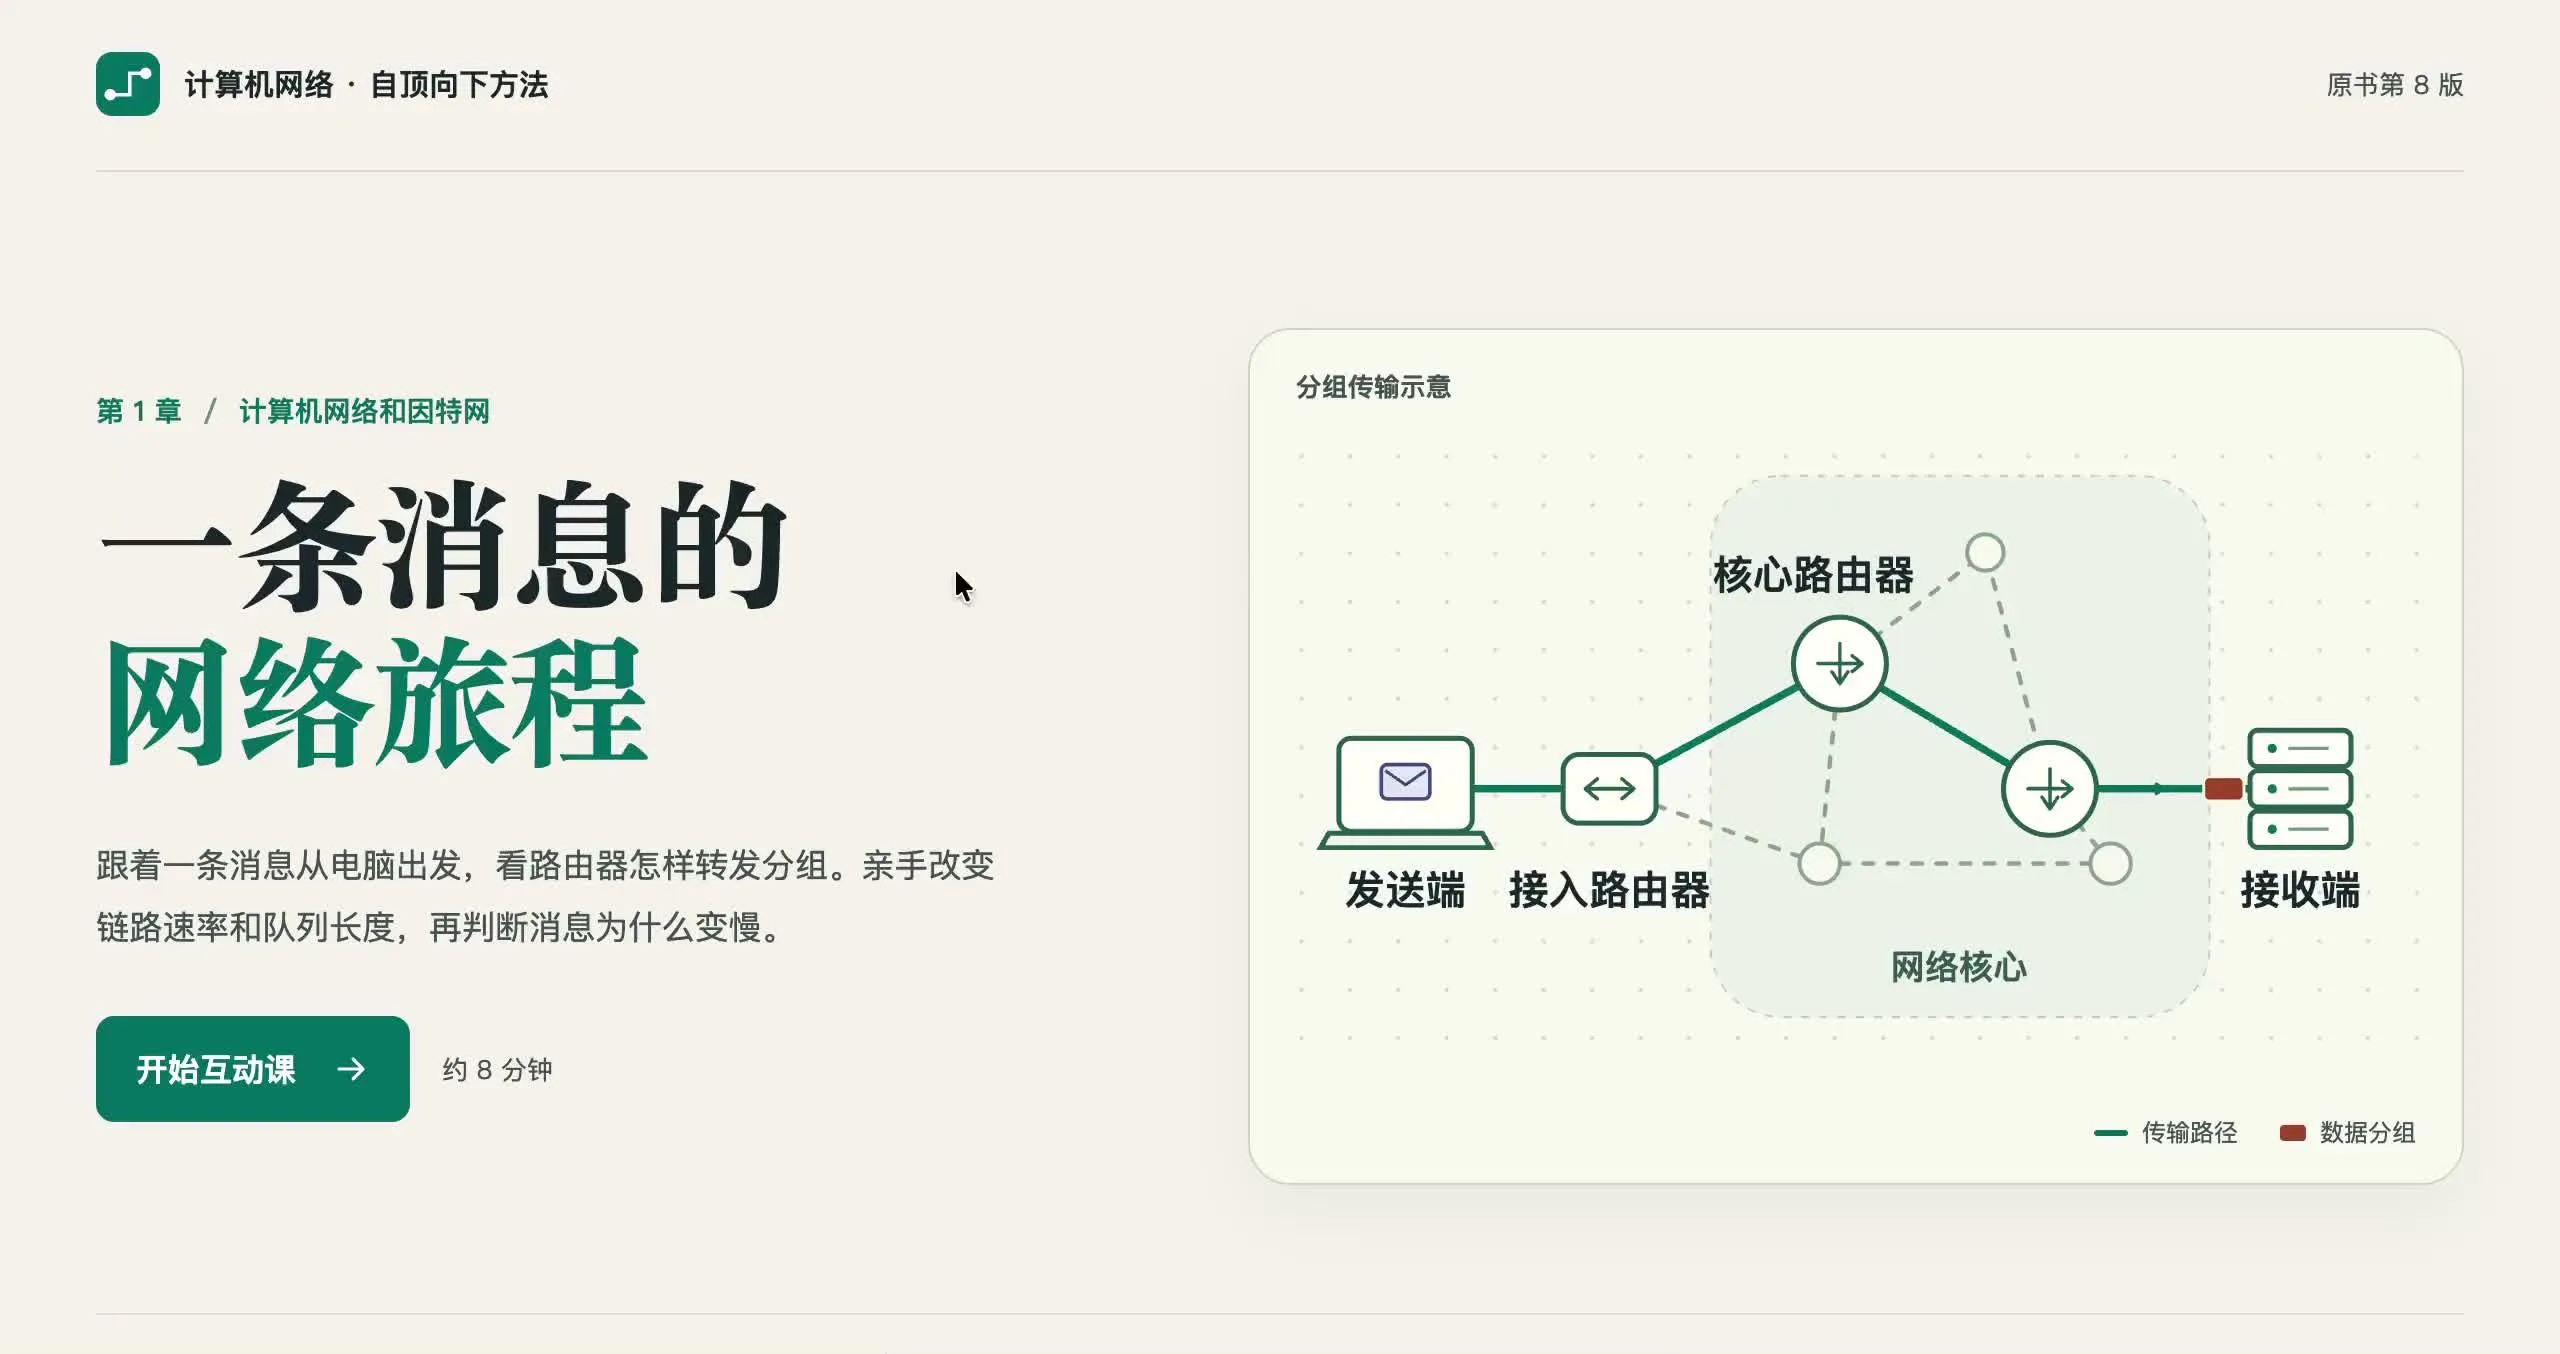 计算机网络 · 自顶向下方法
原书第 8 版
第 1 章 / 计算机网络和因特网
一条消息的
网络旅程
跟着一条消息从电脑出发，看路由器怎样转发分组。亲手改变
链路速率和队列长度，再判断消息为什么变慢。
开始互动课 →
约 8 分钟
分组传输示意
核心路由器
发送端
接入路由器
接收端
网络核心
传输路径
数据分组